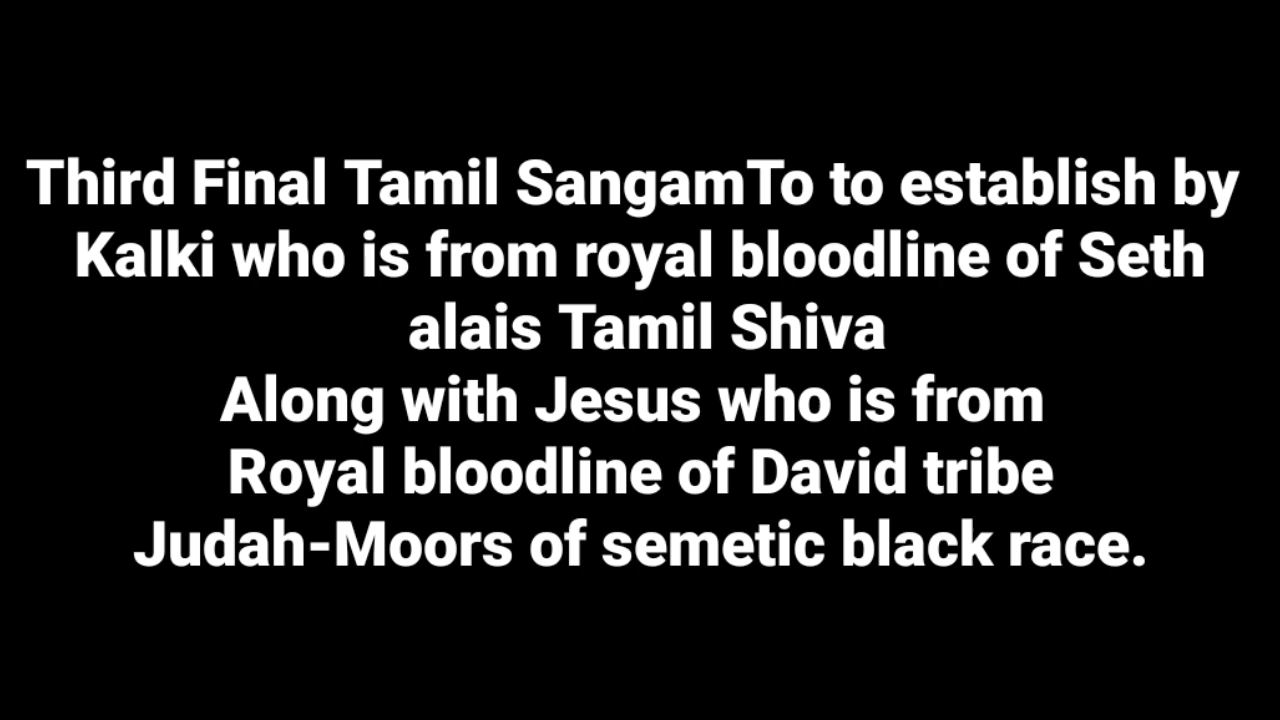 Third Final Tamil SangamTo to establish by
Kalki who is from royal bloodline of Seth
alais Tamil Shiva
Along with Jesus who is from
Royal bloodline of David tribe
Judah-Moors of semetic black race.